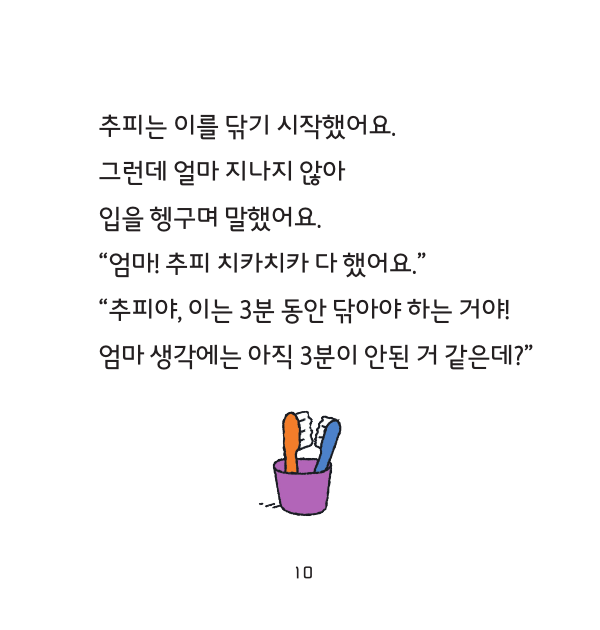 추피는 이를 닦기 시작했어요.
그런데 얼마 지나지 않아
입을 헹구며 말했어요.
“엄마! 추피 치카치카 다 했어요.”
“추피야, 이는 3분 동안 닦아야 하는 거야!
엄마 생각에는 아직 3분이 안된 거 같은데?”
10